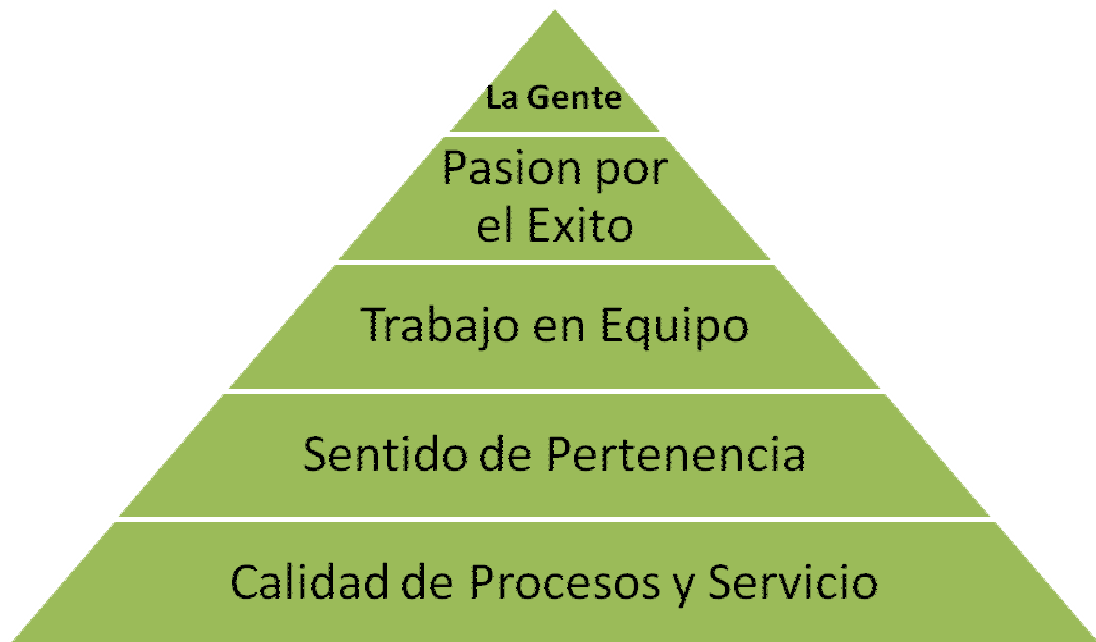 La Gente
Pasion por
el Exito
Trabajo en Equipo
Sentido de Pertenencia
Calidad de Procesos y Servicio